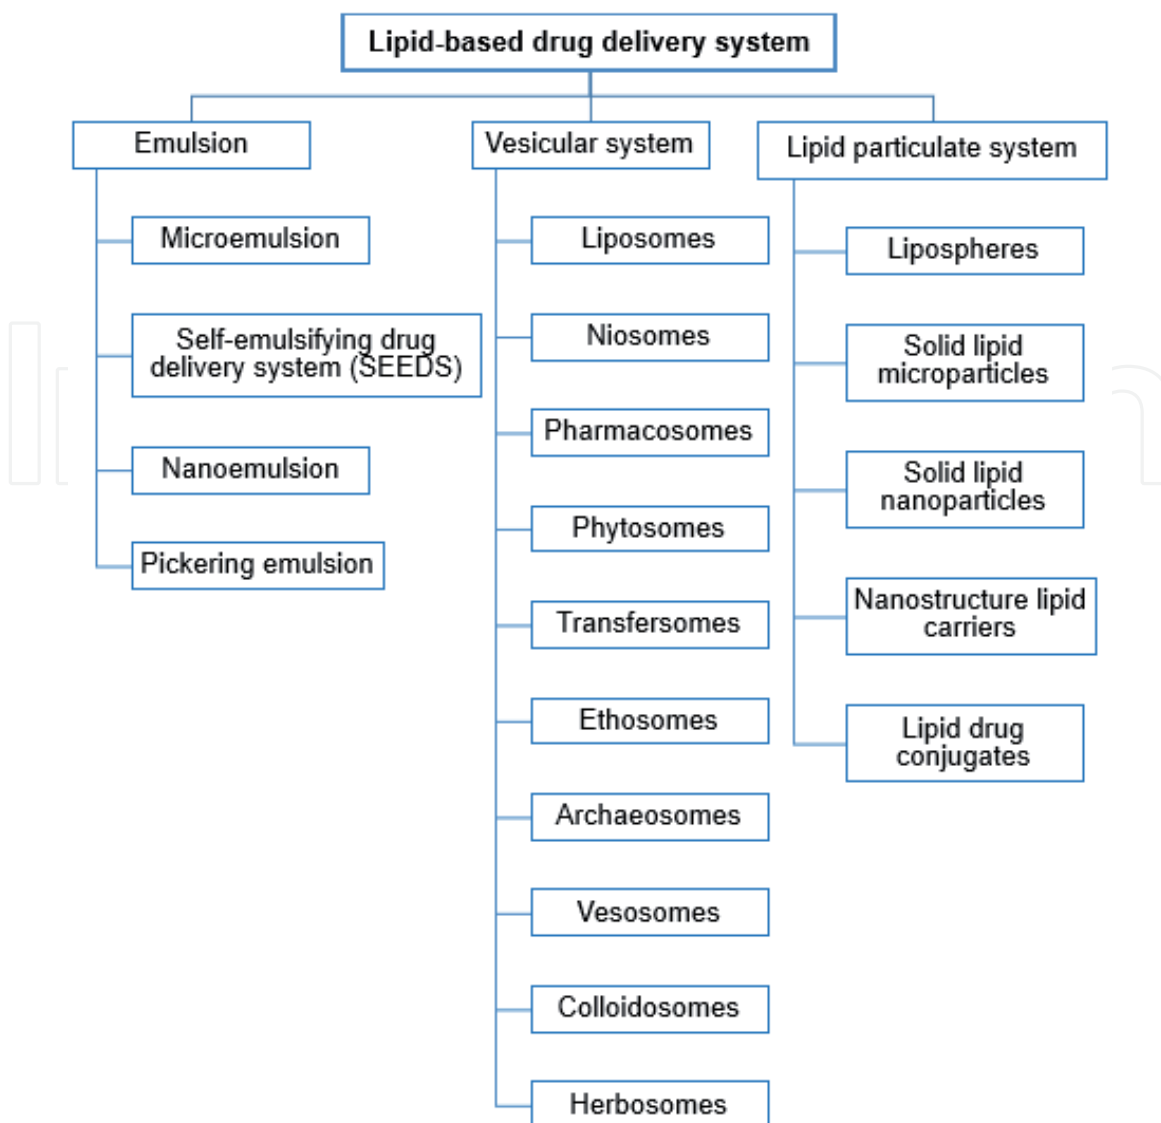 Lipid-based drug delivery system
Emulsion
Microemulsion
Self-emulsifying drug
delivery system (SEEDS)
Nanoemulsion
Pickering emulsion
Vesicular system
Liposomes
Niosomes
Pharmacosomes
Phytosomes
Transfersomes
Ethosomes
Archaeosomes
Vesosomes
Colloidosomes
Herbosomes
Lipid particulate system
Lipospheres
Solid lipid
microparticles
Solid lipid
nanoparticles
Nanostructure lipid
carriers
Lipid drug
conjugates